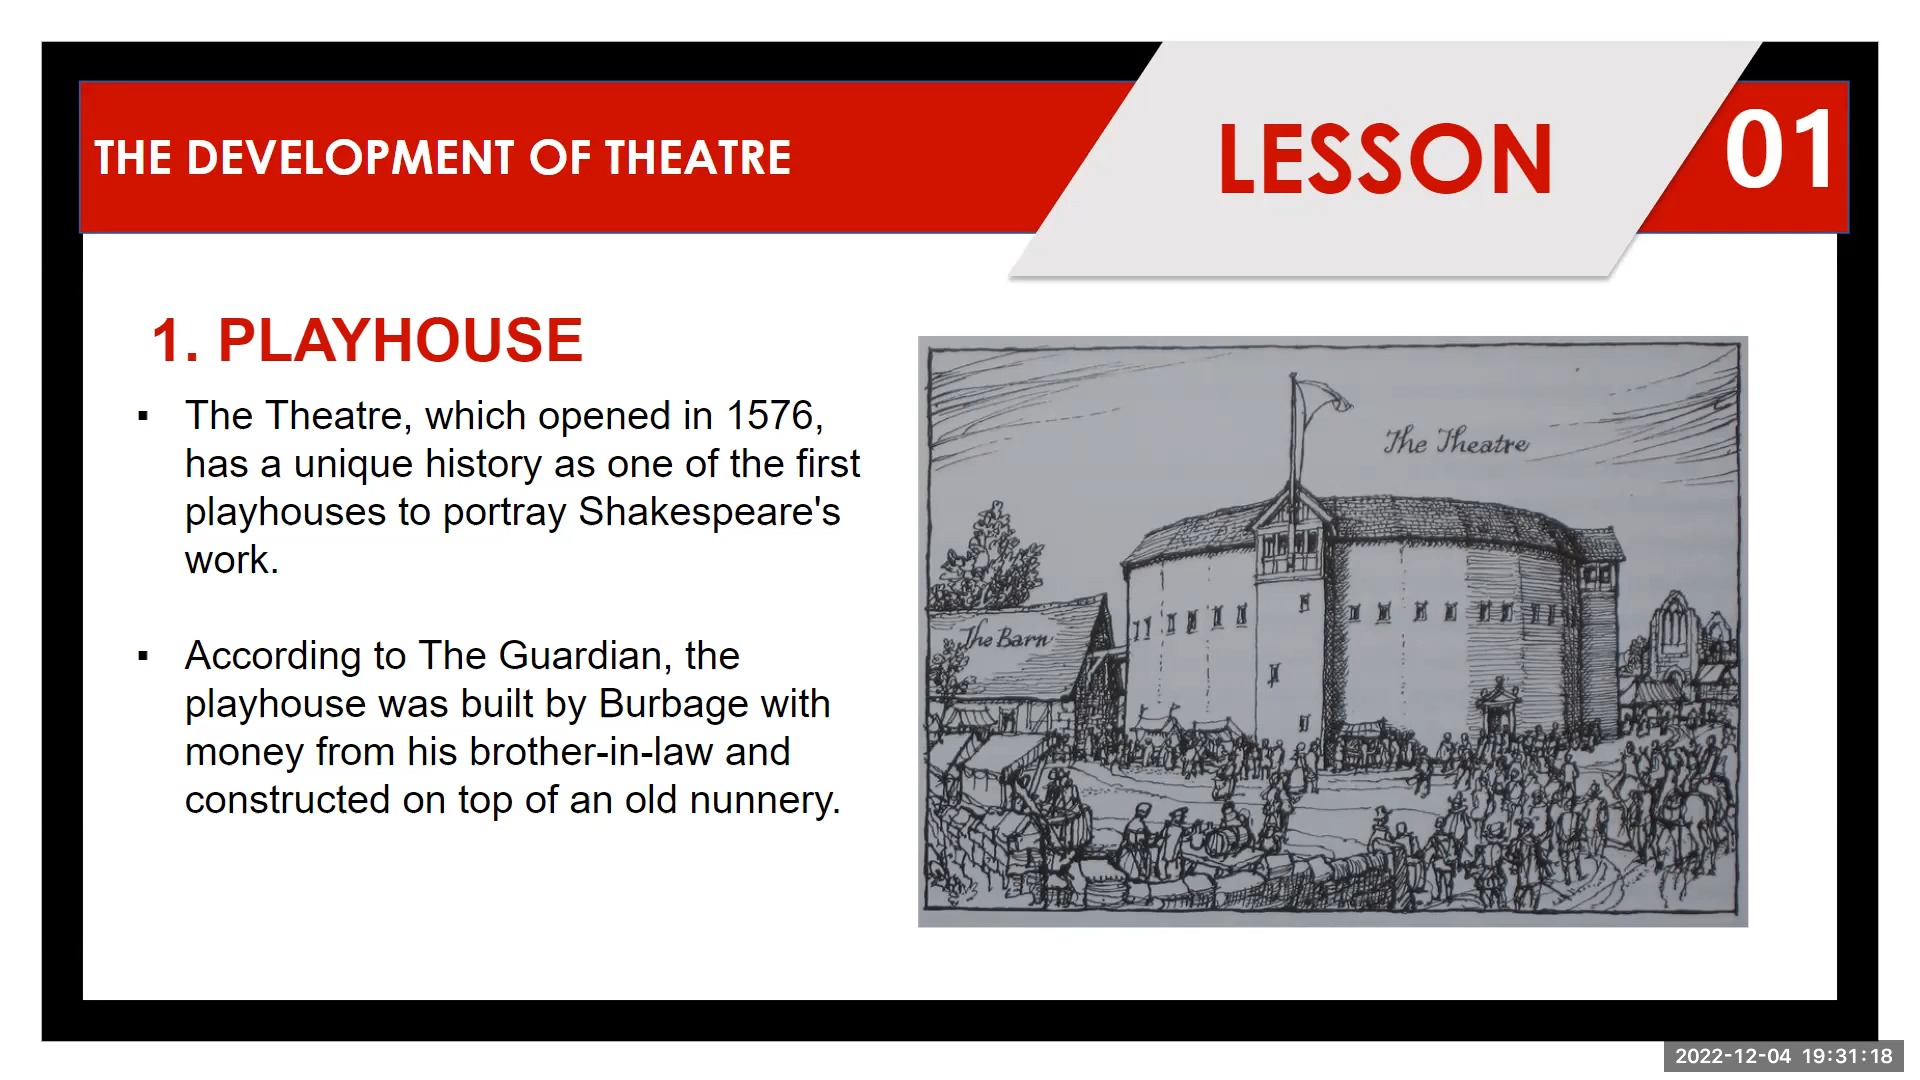 THE DEVELOPMENT OF THEATRE
LESSON
01
1. PLAYHOUSE
▪ The Theatre, which opened in 1576,
has a unique history as one of the first
playhouses to portray Shakespeare's
work.
▪ According to The Guardian, the
playhouse was built by Burbage with
money from his brother-in-law and
constructed on top of an old nunnery.
The Theatre
The Barn
2022-12-04 19:31:18